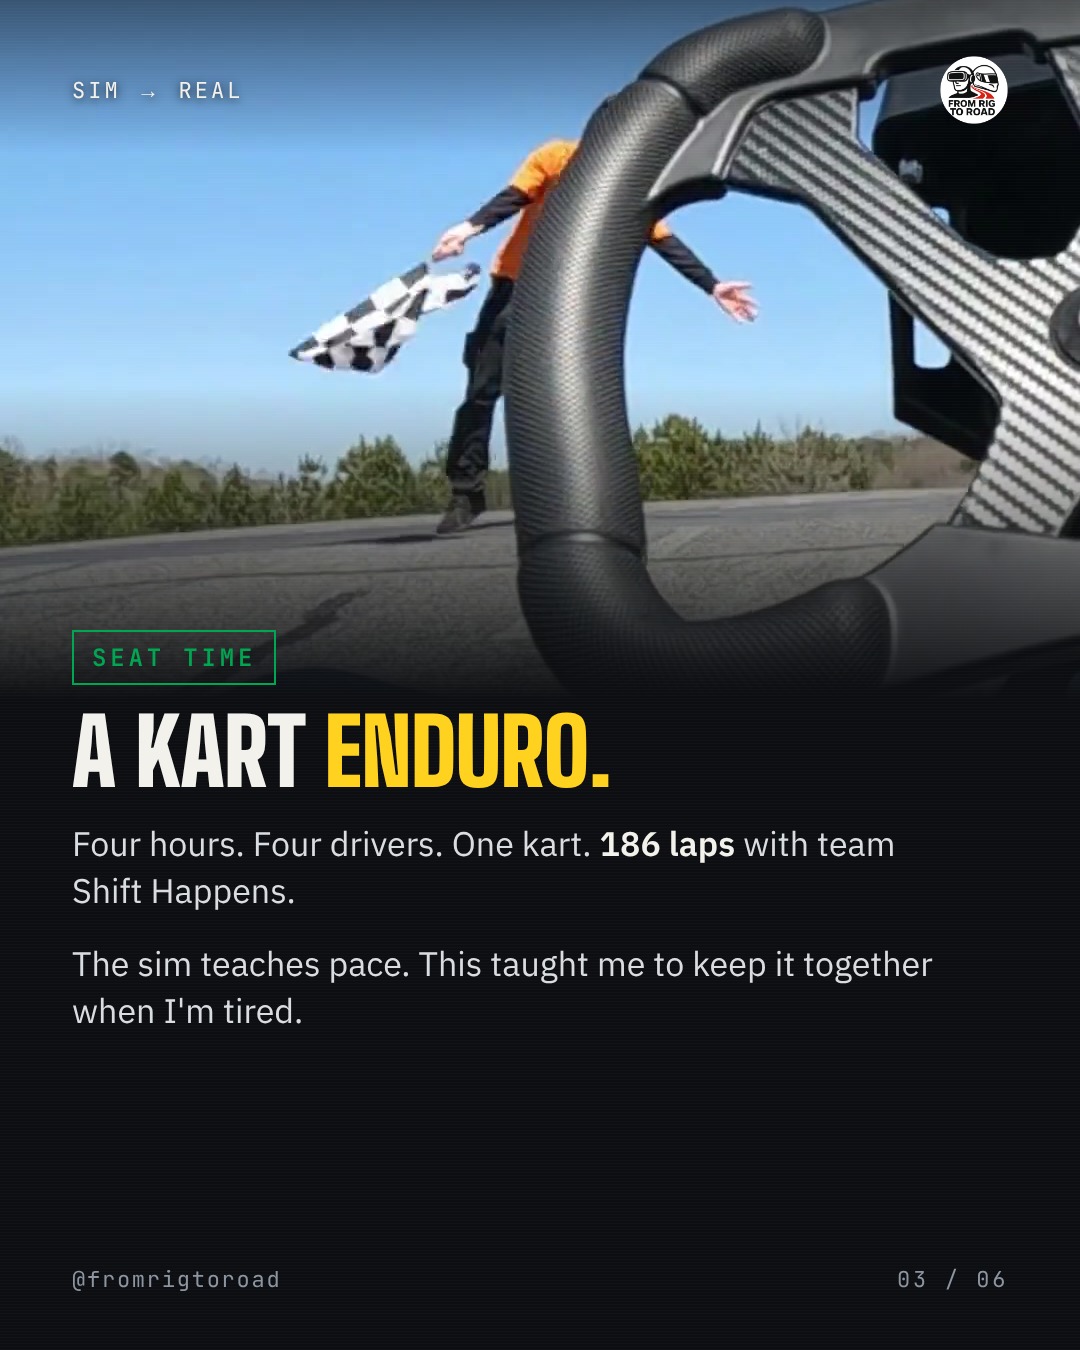 SIM → REAL
FROM RIG
TO ROAD
SEAT TIME
A KART ENDURO.
Four hours. Four drivers. One kart. 186 laps with team
Shift Happens.
The sim teaches pace. This taught me to keep it together
when I'm tired.
@fromrigtoroad
03 / 06